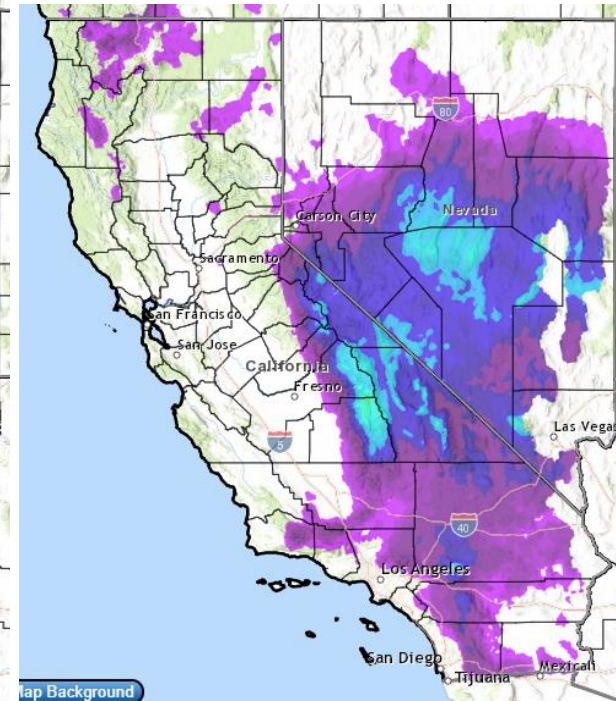 80
Carson City
Nevada
Sacramento
San Francisco
San Jose
California
Fresno
5
Las Vegas
40
Los Angeles
San Diego
Tijuana
Mexicali
Map Background